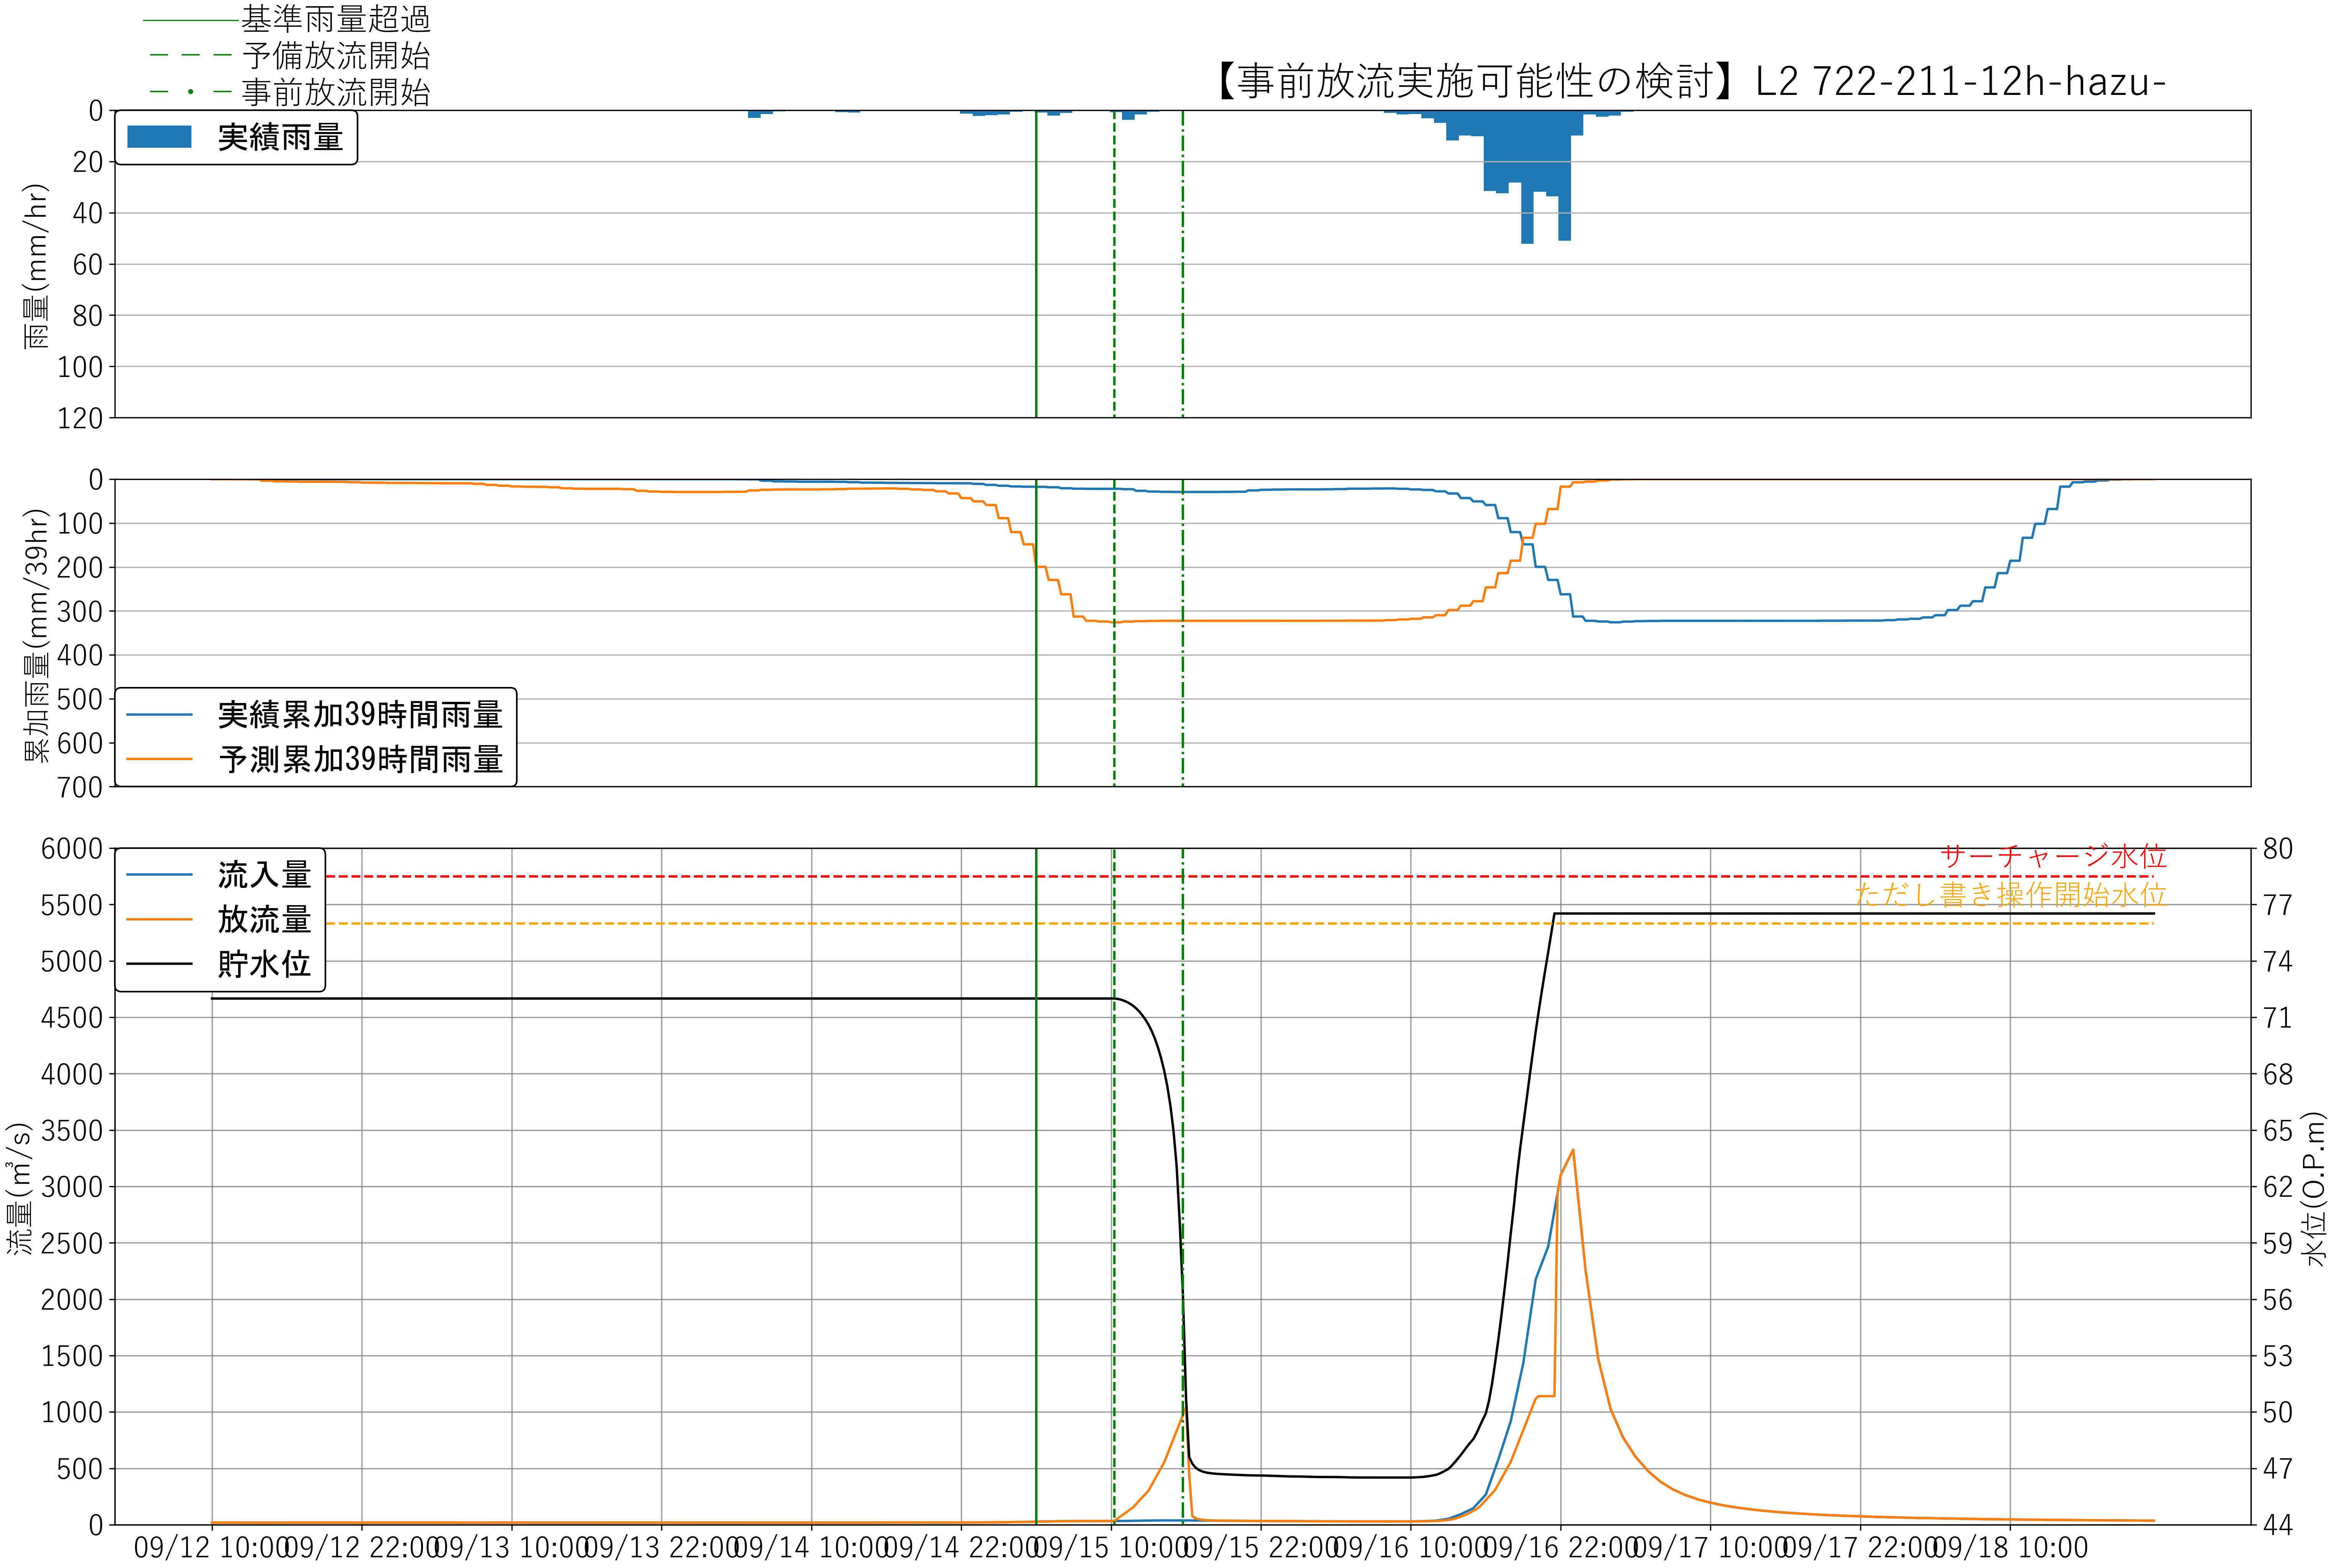 基準雨量超過
予備放流開始
事前放流開始
【事前放流実施可能性の検討】L2 722-211-12h-hazu-
実績雨量
雨量(mm/hr)
0
20
40
60
80
100
120
累加雨量(mm/39hr)
0
100
200
300
400
500
600
700
実績累加39時間雨量
予測累加39時間雨量
サーチャージ水位
ただし書き操作開始水位
流入量
放流量
貯水位
流量(m³/s)
6000
5500
5000
4500
4000
3500
3000
2500
2000
1500
1000
500
0
80
77
74
71
68
65
62
59
56
53
50
47
44
水位(O.P.m)
09/12 10:00 09/12 22:00 09/13 10:00 09/13 22:00 09/14 10:00 09/14 22:00 09/15 10:00 09/15 22:00 09/16 10:00 09/16 22:00 09/17 10:00 09/17 22:00 09/18 10:00